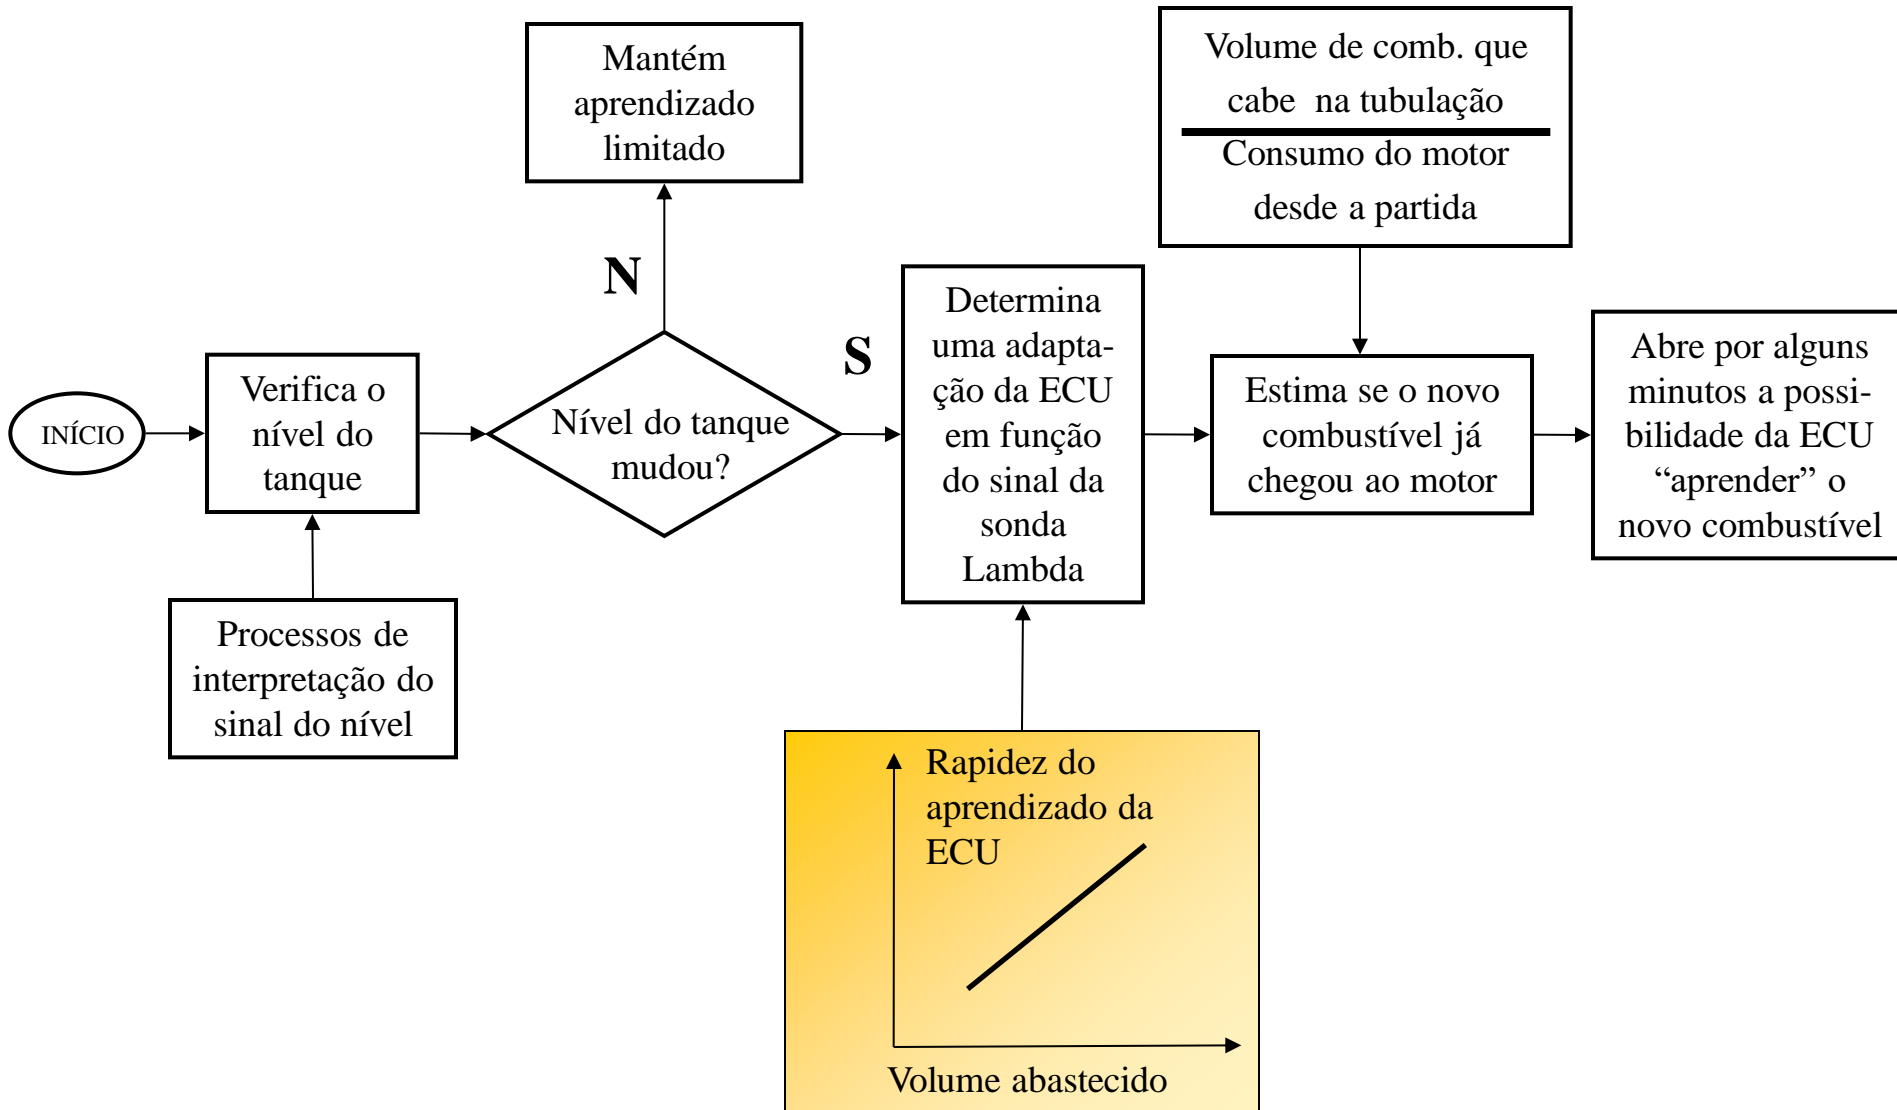 INÍCIO
Verifica o
nível do
tanque
Processos de
interpretação do
sinal do nível
Nível do tanque
mudou?
N
Mantém
aprendizado
limitado
S
Determina
uma adapta-
ção da ECU
em função
do sinal da
sonda
Lambda
Rapidez do
aprendizado da
ECU
Volume abastecido
Volume de comb. que
cabe na tubulação
Consumo do motor
desde a partida
Estima se o novo
combustível já
chegou ao motor
Abre por alguns
minutos a possi-
bilidade da ECU
“aprender” o
novo combustível